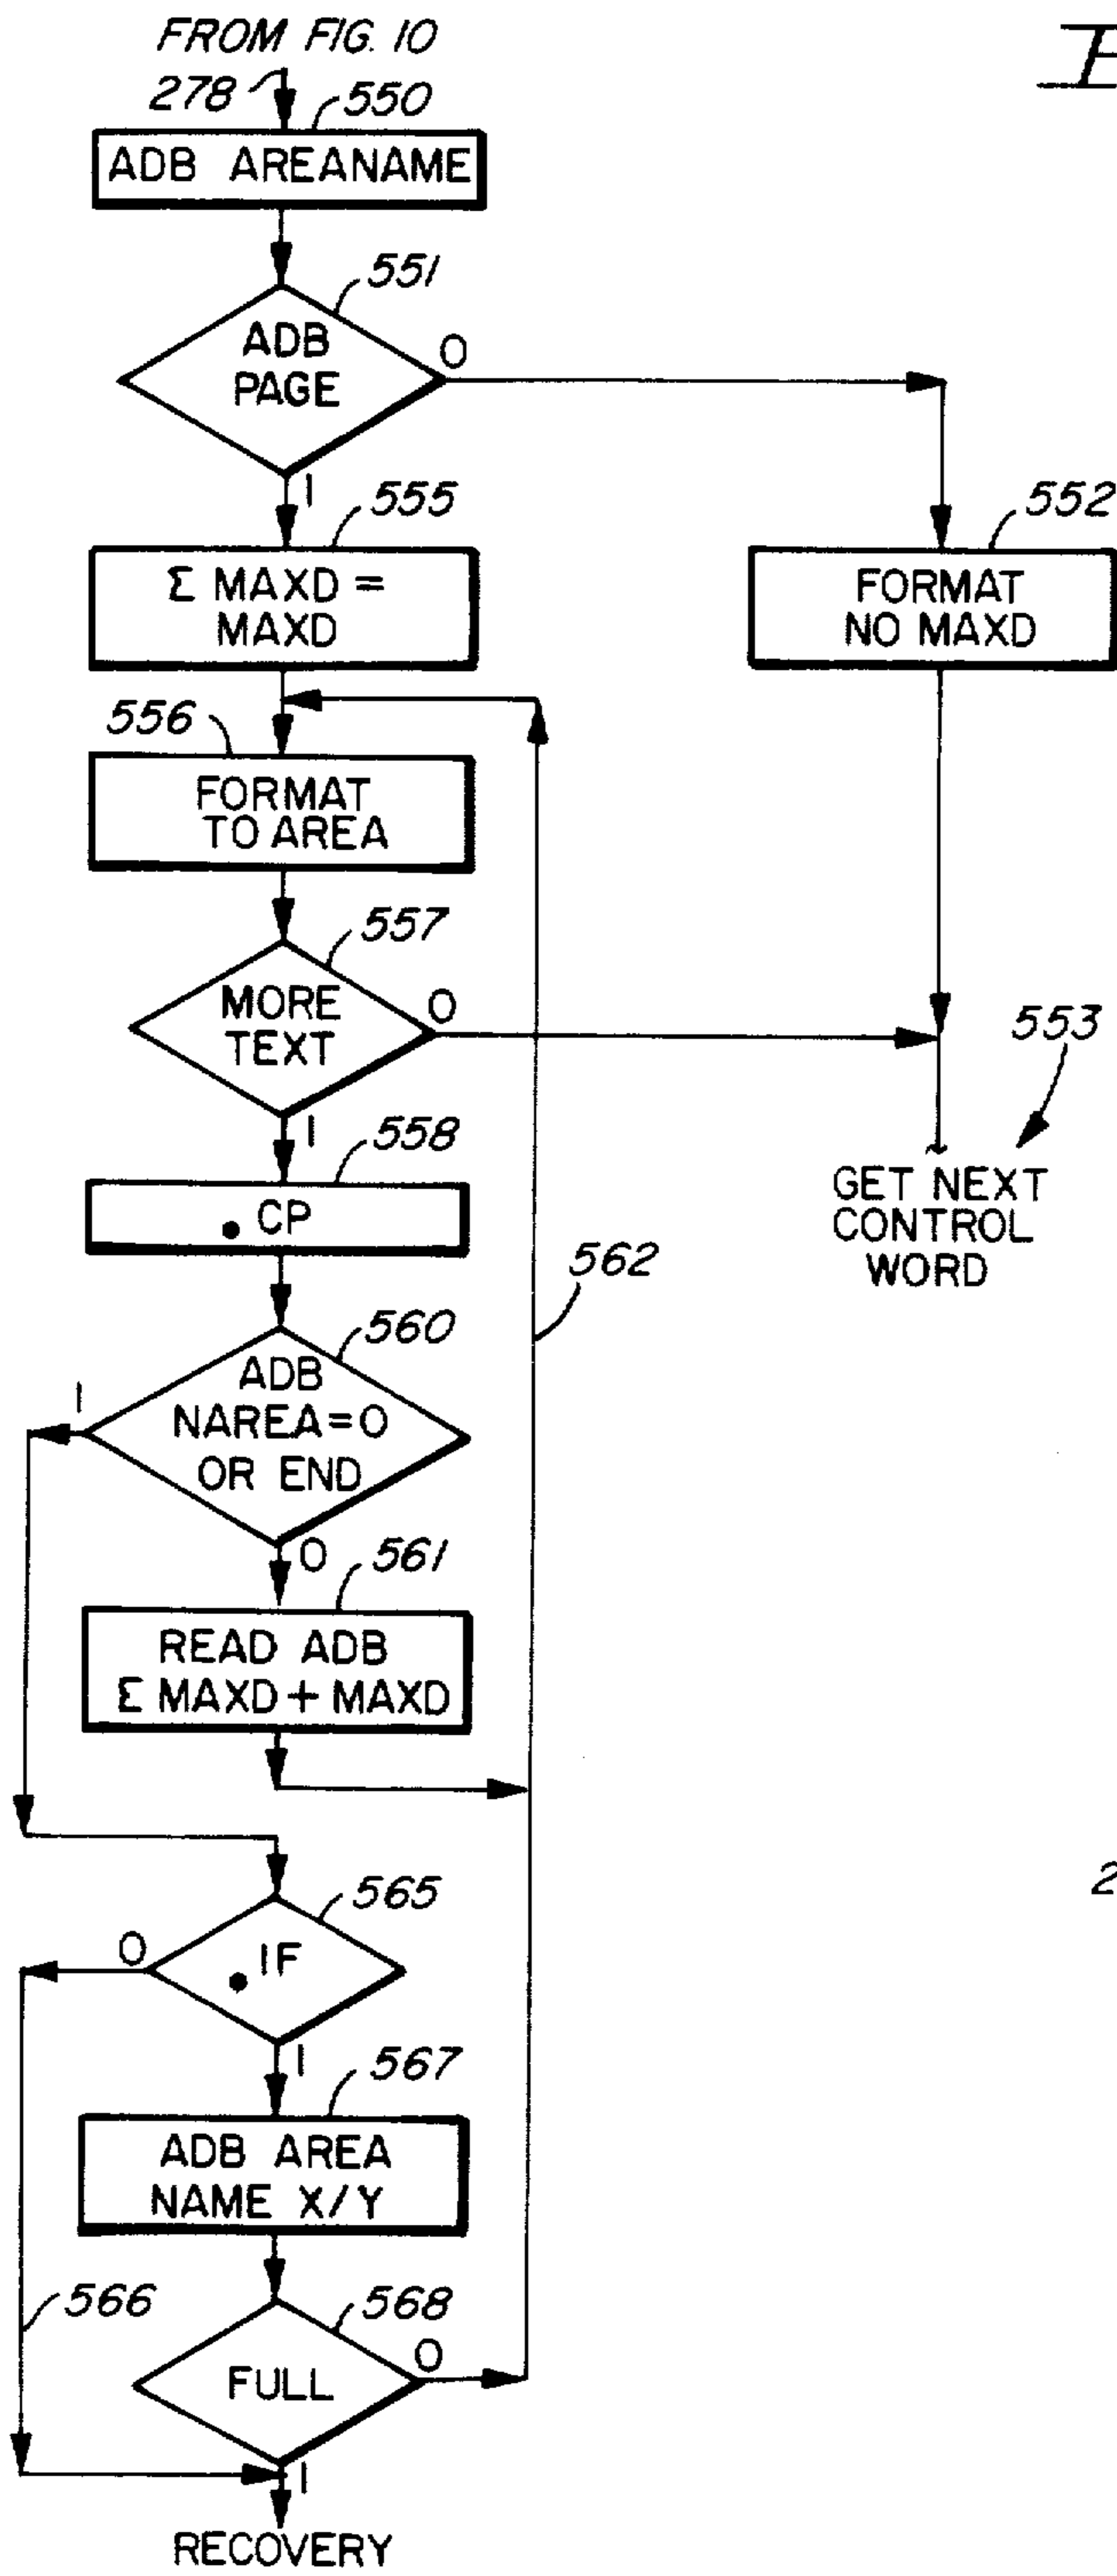 FROM FIG. 10
278
550
ADB AREANAME
551
ADB
PAGE
0
1
555
Σ MAXD =
MAXD
552
FORMAT
NO MAXD
556
FORMAT
TO AREA
557
MORE
TEXT
0
1
553
GET NEXT
CONTROL
WORD
558
. CP
562
560
ADB
NAREA=0
OR END
1
0
561
READ ADB
Σ MAXD + MAXD
565
. IF
0
1
567
ADB AREA
NAME X/Y
566
568
FULL
0
1
RECOVERY
2